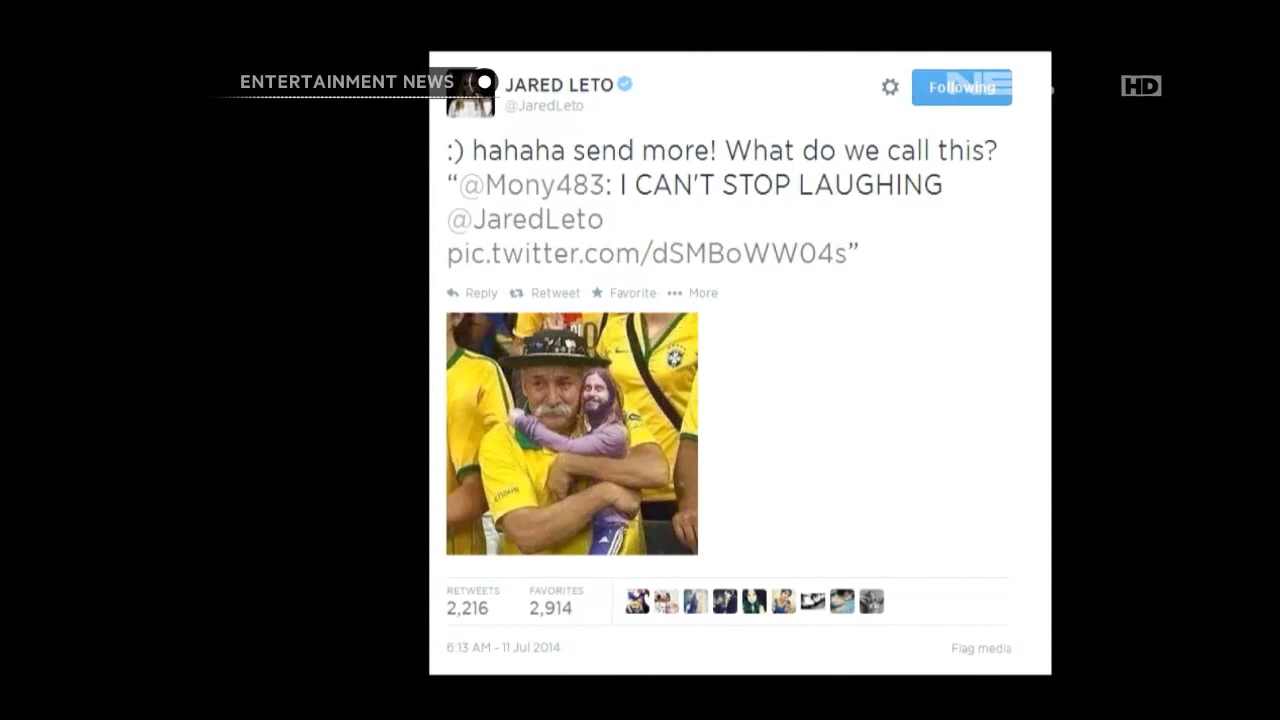 ENTERTAINMENT NEWS
NE
HD
JARED LETO
@JaredLeto
Following
:) hahaha send more! What do we call this?
“@Mony483: I CAN'T STOP LAUGHING
@JaredLeto
pic.twitter.com/dSMBoWW04s”
Reply Retweet Favorite More
RETWEETS FAVORITES
2,216 2,914
6:13 AM - 11 Jul 2014 Flag media